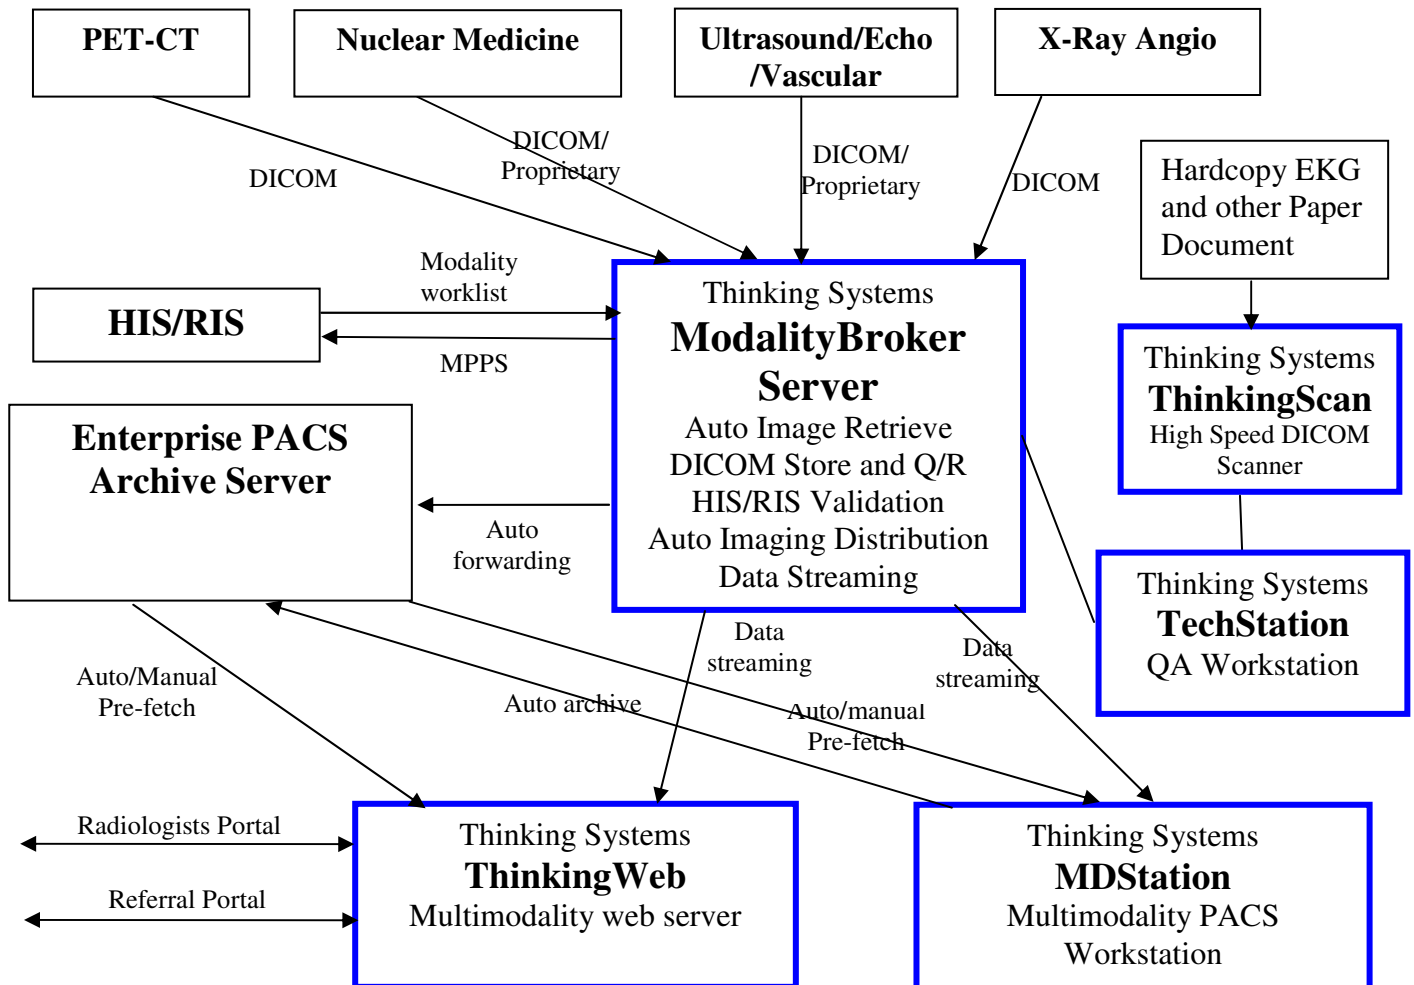 PET-CT
Nuclear Medicine
Ultrasound/Echo
/Vascular
X-Ray Angio
DICOM
DICOM/
Proprietary
DICOM/
Proprietary
DICOM
Hardcopy EKG
and other Paper
Document
Modality
worklist
HIS/RIS
MPPS
Thinking Systems
ModalityBroker
Server
Auto Image Retrieve
DICOM Store and Q/R
HIS/RIS Validation
Auto Imaging Distribution
Data Streaming
Thinking Systems
ThinkingScan
High Speed DICOM
Scanner
Enterprise PACS
Archive Server
Auto
forwarding
Thinking Systems
TechStation
QA Workstation
Data
streaming
Data
streaming
Auto/Manual
Pre-fetch
Auto archive
Auto/manual
Pre-fetch
Radiologists Portal
Referral Portal
Thinking Systems
ThinkingWeb
Multimodality web server
Thinking Systems
MDStation
Multimodality PACS
Workstation